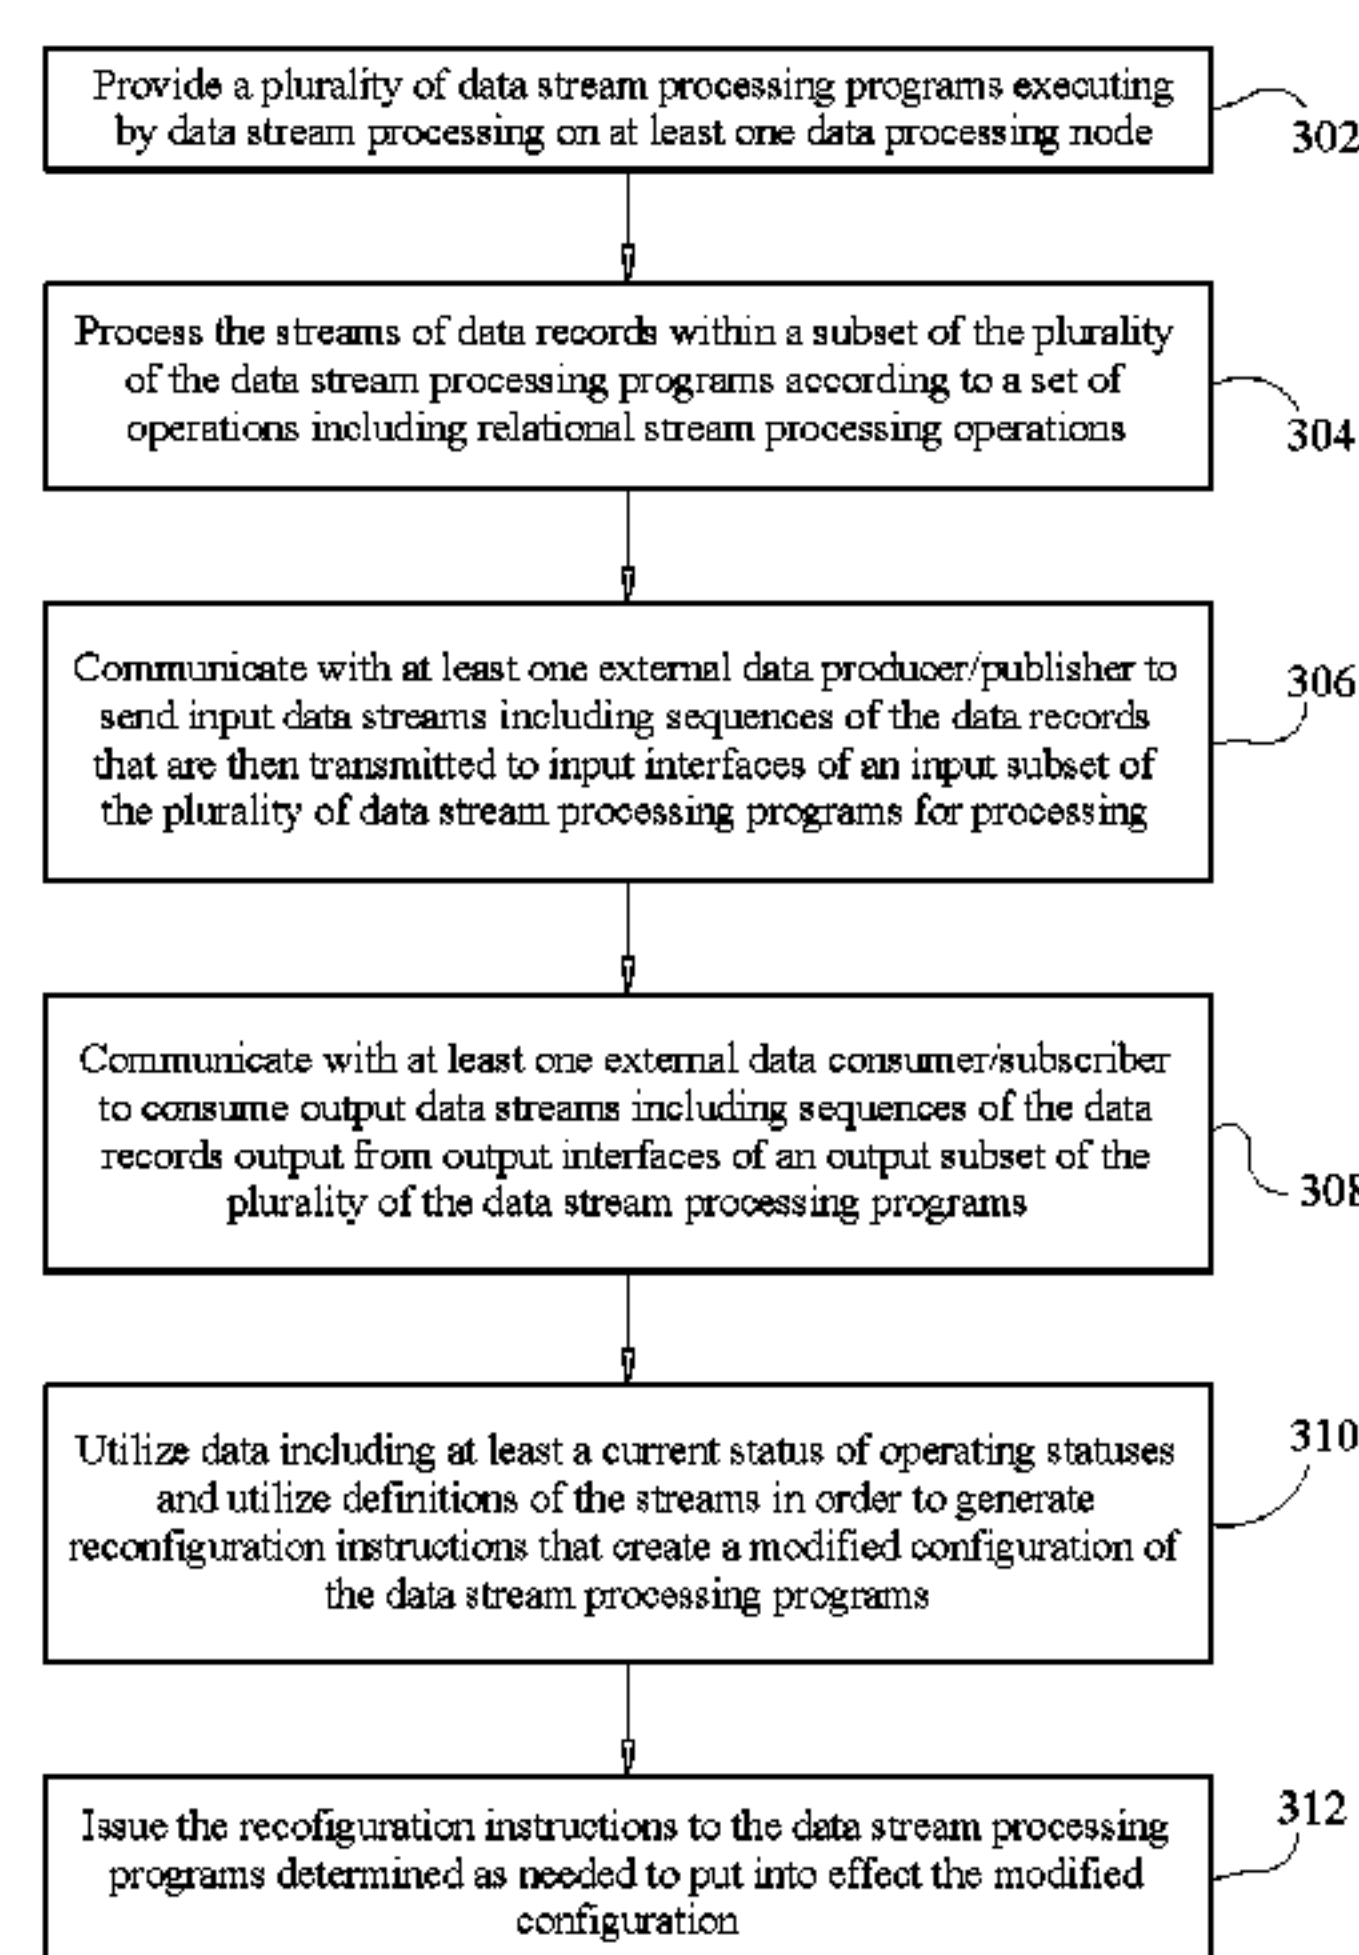 Provide a plurality of data stream processing programs executing
by data stream processing on at least one data processing node
302
Process the streams of data records within a subset of the plurality
of the data stream processing programs according to a set of
operations including relational stream processing operations
304
Communicate with at least one external data producer/publisher to
send input data streams including sequences of the data records
that are then transmitted to input interfaces of an input subset of
the plurality of data stream processing programs for processing
306
Communicate with at least one external data consumer/subscriber
to consume output data streams including sequences of the data
records output from output interfaces of an output subset of the
plurality of the data stream processing programs
308
Utilize data including at least a current status of operating statuses
and utilize definitions of the streams in order to generate
reconfiguration instructions that create a modified configuration of
the data stream processing programs
310
Issue the recofiguration instructions to the data stream processing
programs determined as needed to put into effect the modified
configuration
312